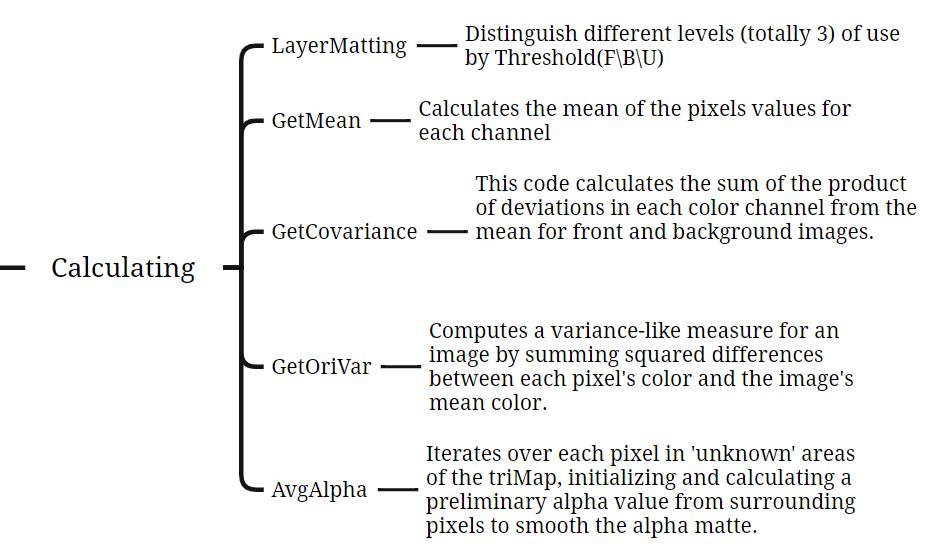 LayerMatting
Distinguish different levels (totally 3) of use
by Threshold(F\B\U)
GetMean
Calculates the mean of the pixels values for
each channel
This code calculates the sum of the product
of deviations in each color channel from the
GetCovariance
mean for front and background images.
Calculating
Computes a variance-like measure for an
image by summing squared differences
GetOriVar
between each pixel's color and the image's
mean color.
Iterates over each pixel in 'unknown' areas
of the triMap, initializing and calculating a
AvgAlpha
preliminary alpha value from surrounding
pixels to smooth the alpha matte.